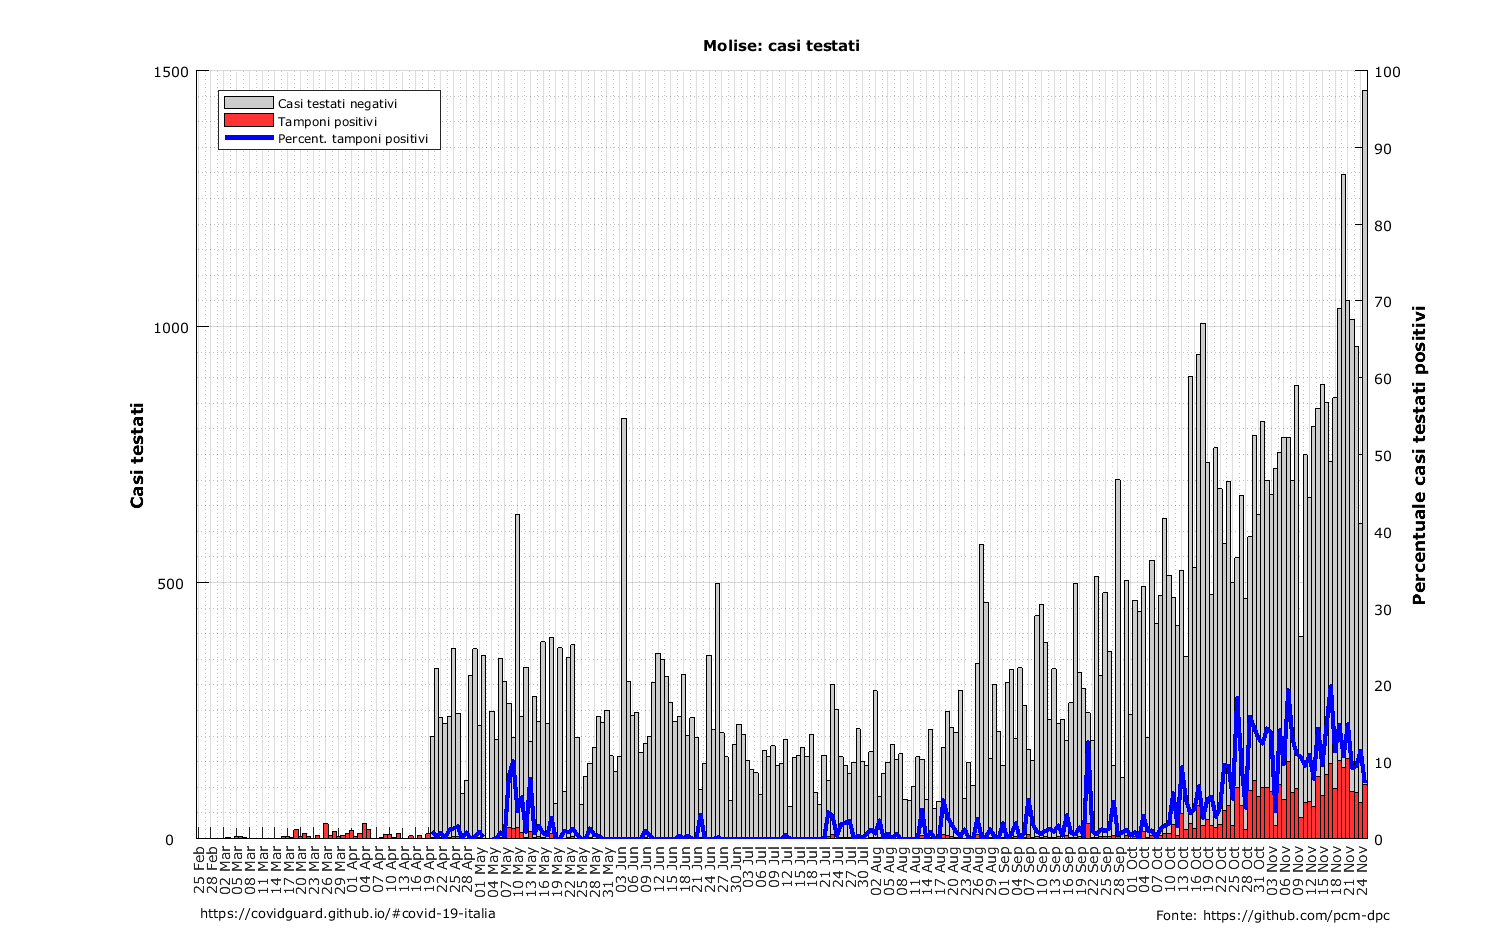 Molise: casi testati
Casi testati negativi
Tamponi positivi
Percent. tamponi positivi
1500
1000
500
0
Casi testati
100
90
80
70
60
50
40
30
20
10
0
Percentuale casi testati positivi
25 Feb
28 Feb
02 Mar
05 Mar
08 Mar
11 Mar
14 Mar
17 Mar
20 Mar
23 Mar
26 Mar
29 Mar
01 Apr
04 Apr
07 Apr
10 Apr
13 Apr
16 Apr
19 Apr
22 Apr
25 Apr
28 Apr
01 May
04 May
07 May
10 May
13 May
16 May
19 May
22 May
25 May
28 May
31 May
03 Jun
06 Jun
09 Jun
12 Jun
15 Jun
18 Jun
21 Jun
24 Jun
27 Jun
30 Jun
03 Jul
06 Jul
09 Jul
12 Jul
15 Jul
18 Jul
21 Jul
24 Jul
27 Jul
30 Jul
02 Aug
05 Aug
08 Aug
11 Aug
14 Aug
17 Aug
20 Aug
23 Aug
26 Aug
29 Aug
01 Sep
04 Sep
07 Sep
10 Sep
13 Sep
16 Sep
19 Sep
22 Sep
25 Sep
28 Sep
01 Oct
04 Oct
07 Oct
10 Oct
13 Oct
16 Oct
19 Oct
22 Oct
25 Oct
28 Oct
31 Oct
03 Nov
06 Nov
09 Nov
12 Nov
15 Nov
18 Nov
21 Nov
24 Nov
https://covidguard.github.io/#covid-19-italia
Fonte: https://github.com/pcm-dpc